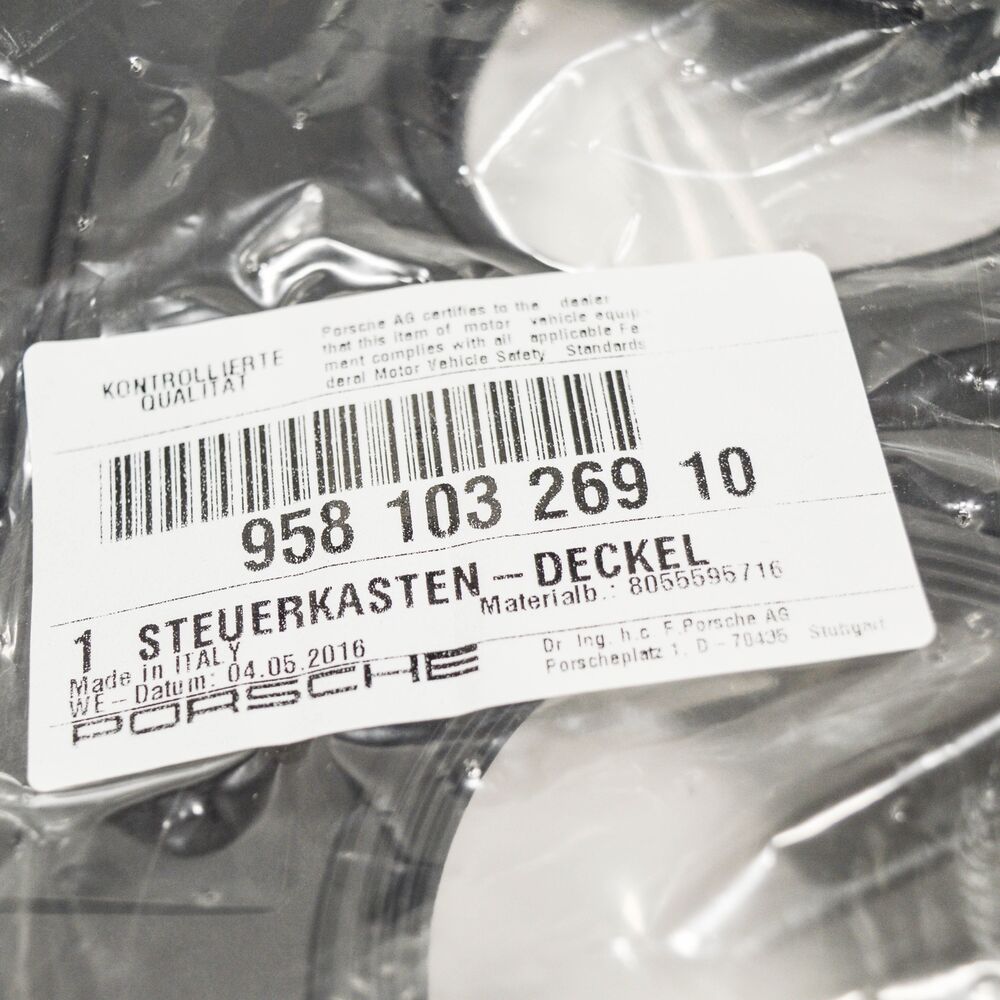 KONTROLLIERTE
QUALITAT
Porsche AG certifies to the dealer
that this item of motor vehicle equip-
ment complies with all applicable Fe
deral Motor Vehicle Safety Standards
958 103 269 10
1 STEUERKASTEN-DECKEL
Materialb.: 8055595716
Made in ITALY
WE-Datum: 04.05.2016
PORSCHE
Dr Ing. h.c F.Porsche AG
Porscheplatz 1, D - 70435 Stuttgart